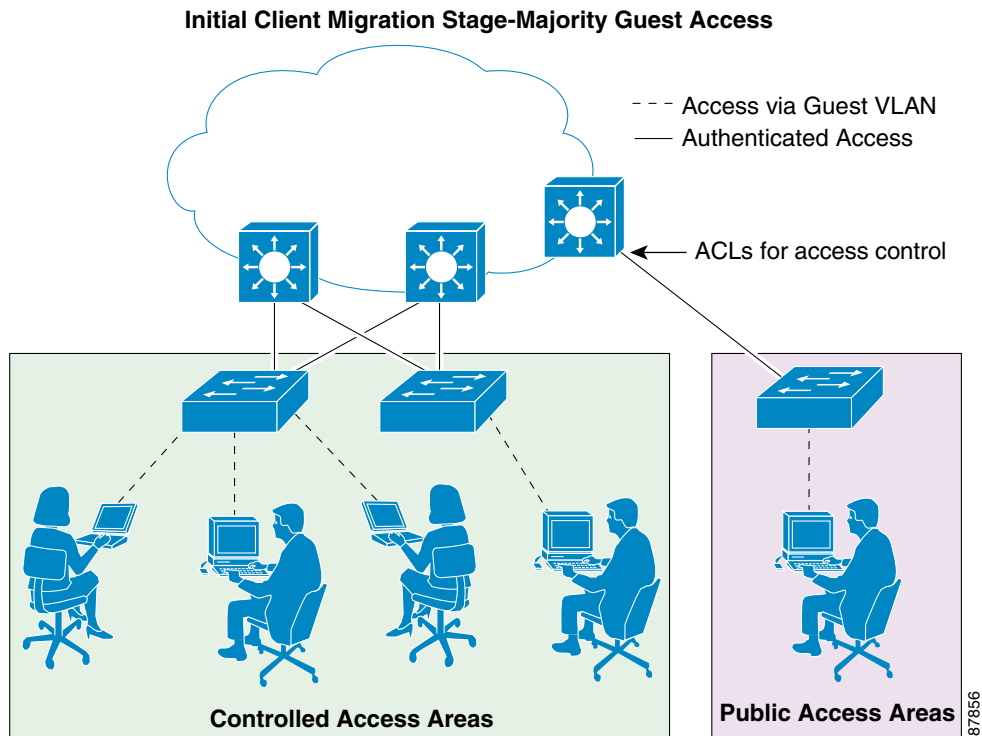 Initial Client Migration Stage-Majority Guest Access
Access via Guest VLAN
Authenticated Access
ACLs for access control
Controlled Access Areas
Public Access Areas
87856